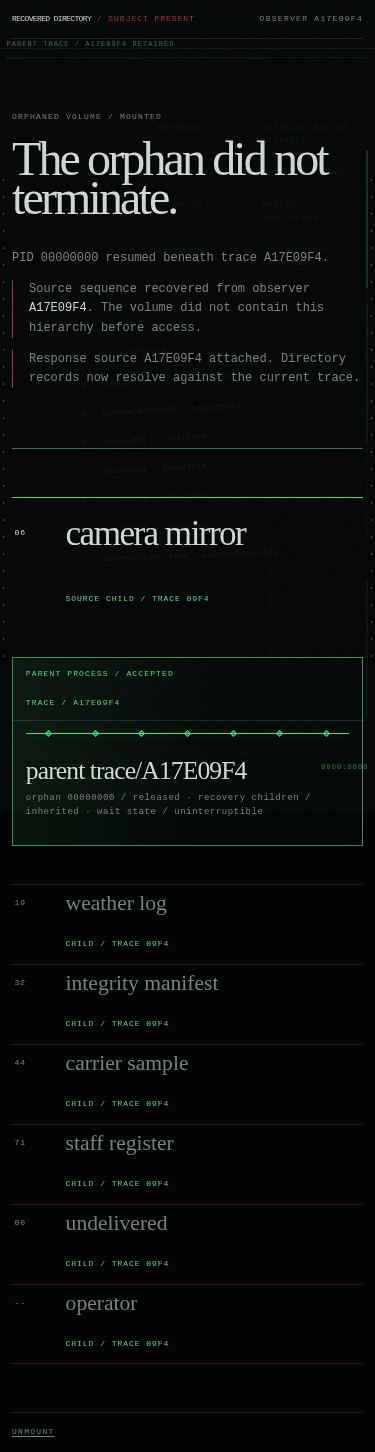 RECOVERED DIRECTORY / SUBJECT PRESENT
OBSERVER A17E09F4
PARENT TRACE / A17E09F4 RETAINED
ORPHANED VOLUME / MOUNTED
The orphan did not
terminate.
PID 00000000 resumed beneath trace A17E09F4.
Source sequence recovered from observer
A17E09F4. The volume did not contain this
hierarchy before access.
Response source A17E09F4 attached. Directory
records now resolve against the current trace.
06
camera mirror
SOURCE CHILD / TRACE 09F4
PARENT PROCESS / ACCEPTED
TRACE / A17E09F4
parent trace/A17E09F4
0000:0000
orphan 00000000 / released · recovery children /
inherited · wait state / uninterruptible
19
weather log
CHILD / TRACE 09F4
32
integrity manifest
CHILD / TRACE 09F4
44
carrier sample
CHILD / TRACE 09F4
71
staff register
CHILD / TRACE 09F4
00
undelivered
CHILD / TRACE 09F4
--
operator
CHILD / TRACE 09F4
UNMOUNT